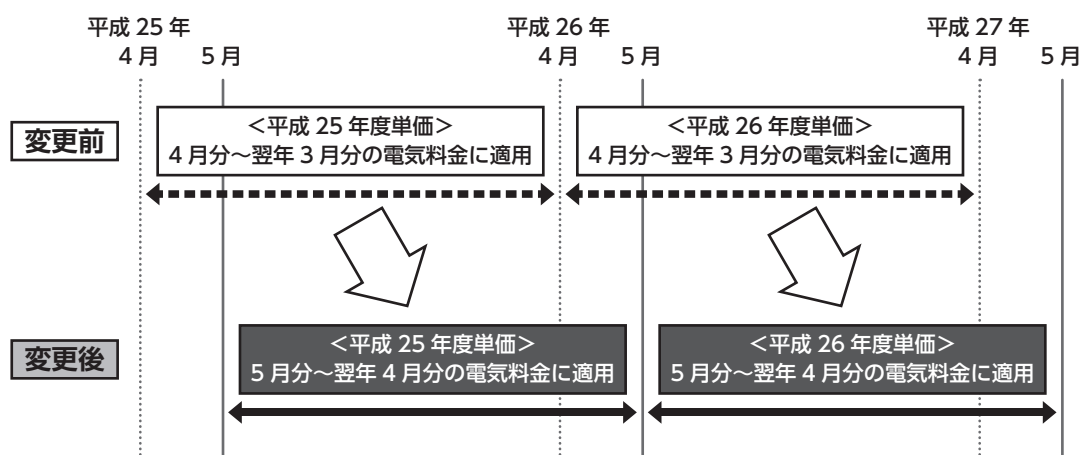 平成 25 年
4 月
5 月
平成 26 年
4 月
5 月
平成 27 年
4 月
5 月
変更前
＜平成 25 年度単価＞
4 月分～翌年 3 月分の電気料金に適用
＜平成 26 年度単価＞
4 月分～翌年 3 月分の電気料金に適用
変更後
＜平成 25 年度単価＞
5 月分～翌年 4 月分の電気料金に適用
＜平成 26 年度単価＞
5 月分～翌年 4 月分の電気料金に適用